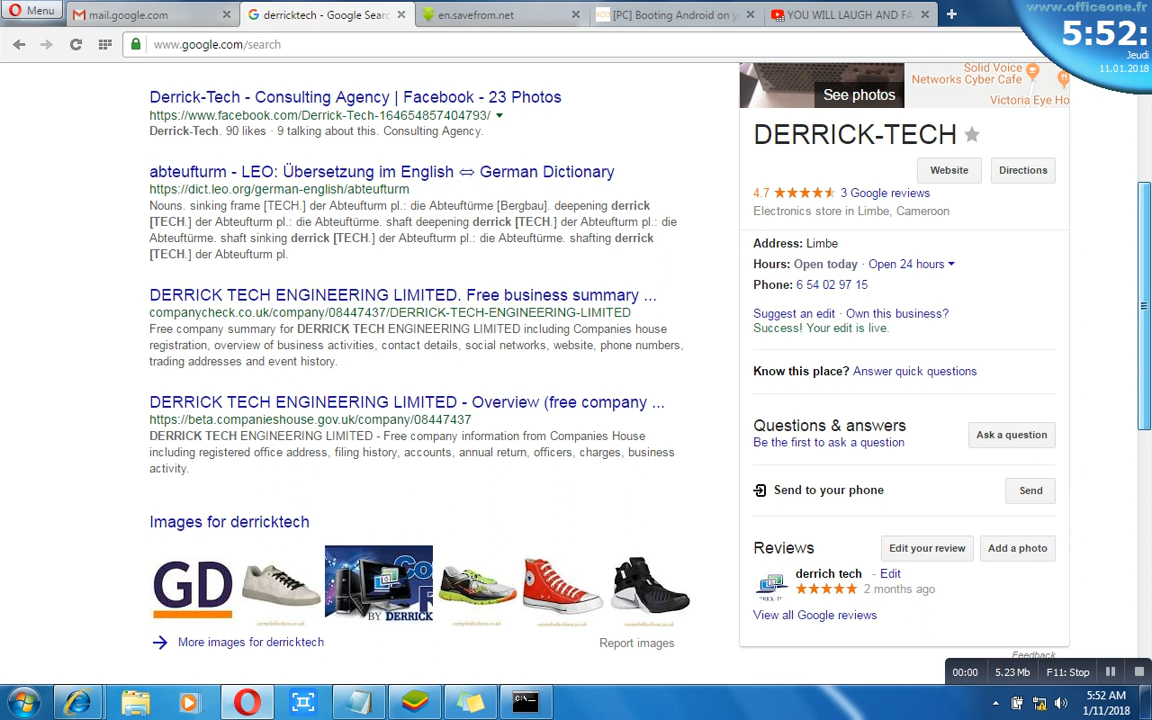 Menu
mail.google.com
derricktech - Google Searc
en.savefrom.net
[PC] Booting Android on y
YOU WILL LAUGH AND FA
www.officeone.fr
5:52:
Jeudi
11.01.2018
www.google.com/search
Derrick-Tech - Consulting Agency | Facebook - 23 Photos
https://www.facebook.com/Derrick-Tech-164654857404793/
Derrick-Tech. 90 likes · 9 talking about this. Consulting Agency.
abteufturm - LEO: Übersetzung im English ⇔ German Dictionary
https://dict.leo.org/german-english/abteufturm
Nouns. sinking frame [TECH.] der Abteufturm pl.: die Abteuftürme [Bergbau]. deepening derrick
[TECH.] der Abteufturm pl.: die Abteuftürme. shaft deepening derrick [TECH.] der Abteufturm pl.: die
Abteuftürme. shaft sinking derrick [TECH.] der Abteufturm pl.: die Abteuftürme. shafting derrick
[TECH.] der Abteufturm pl.
DERRICK TECH ENGINEERING LIMITED. Free business summary ...
companycheck.co.uk/company/08447437/DERRICK-TECH-ENGINEERING-LIMITED
Free company summary for DERRICK TECH ENGINEERING LIMITED including Companies house
registration, overview of business activities, contact details, social networks, website, phone numbers,
trading addresses and event history.
DERRICK TECH ENGINEERING LIMITED - Overview (free company ...
https://beta.companieshouse.gov.uk/company/08447437
DERRICK TECH ENGINEERING LIMITED - Free company information from Companies House
including registered office address, filing history, accounts, annual return, officers, charges, business
activity.
Images for derricktech
GD
BY DERRICK
More images for derricktech
Report images
Solid Voice
Networks Cyber Cafe
Victoria Eye Ho
See photos
DERRICK-TECH
Website
Directions
4.7
3 Google reviews
Electronics store in Limbe, Cameroon
Address: Limbe
Hours: Open today · Open 24 hours
Phone: 6 54 02 97 15
Suggest an edit · Own this business?
Success! Your edit is live.
Know this place? Answer quick questions
Questions & answers
Be the first to ask a question
Ask a question
Send to your phone
Send
Reviews
Edit your review
Add a photo
derrich tech - Edit
2 months ago
View all Google reviews
Feedback
00:00
5.23 Mb
F11: Stop
5:52 AM
1/11/2018